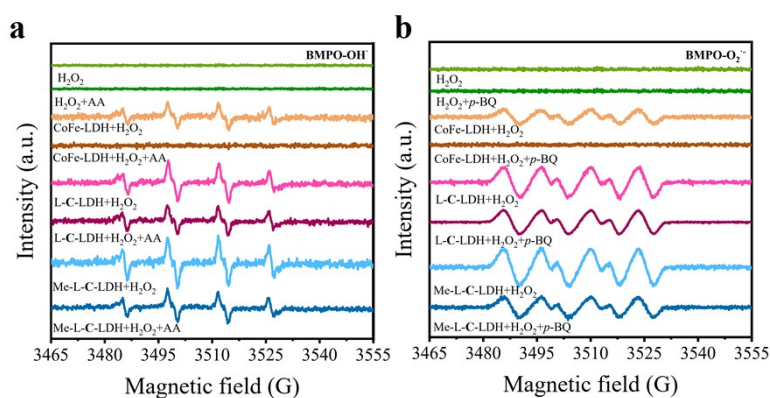 a
BMPO-OH·
H₂O₂
H₂O₂+AA
CoFe-LDH+H₂O₂
CoFe-LDH+H₂O₂+AA
L-C-LDH+H₂O₂
L-C-LDH+H₂O₂+AA
Me-L-C-LDH+H₂O₂
Me-L-C-LDH+H₂O₂+AA
Intensity (a.u.)
3465 3480 3495 3510 3525 3540 3555
Magnetic field (G)
b
BMPO-O₂·⁻
H₂O₂
H₂O₂+p-BQ
CoFe-LDH+H₂O₂
CoFe-LDH+H₂O₂+p-BQ
L-C-LDH+H₂O₂
L-C-LDH+H₂O₂+p-BQ
Me-L-C-LDH+H₂O₂
Me-L-C-LDH+H₂O₂+p-BQ
Intensity (a.u.)
3465 3480 3495 3510 3525 3540 3555
Magnetic field (G)